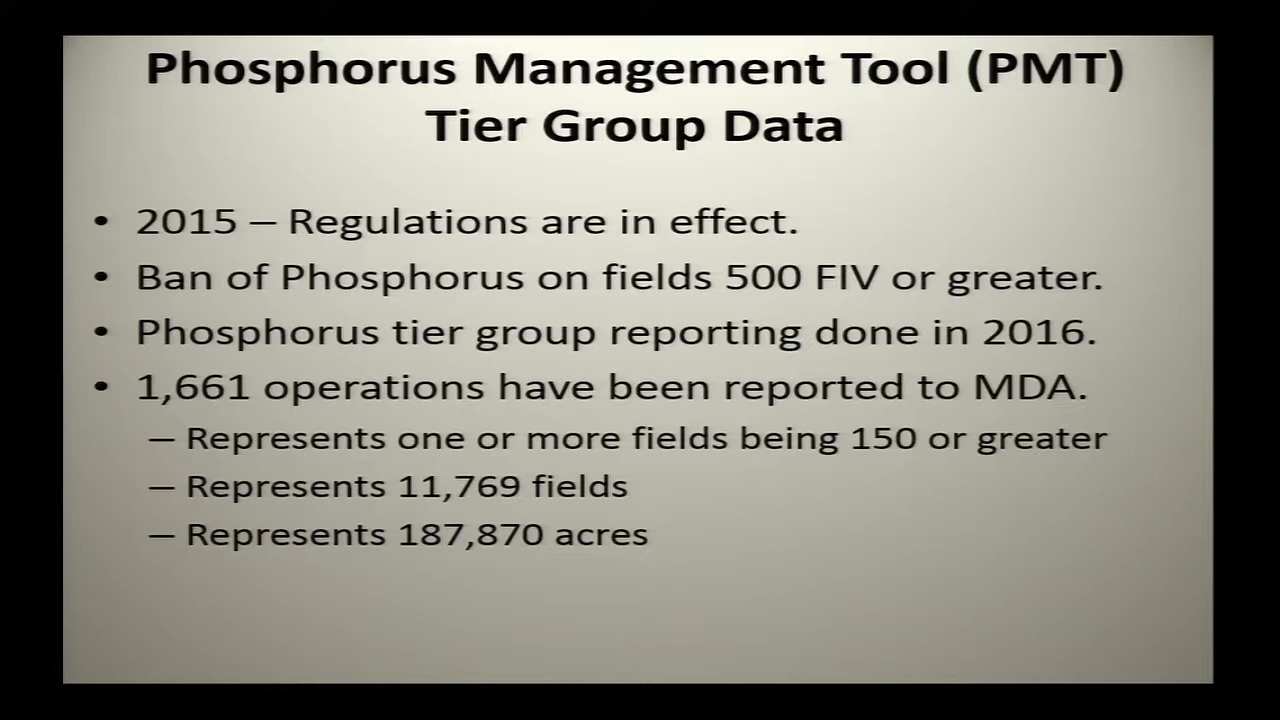 Phosphorus Management Tool (PMT)
Tier Group Data
• 2015 – Regulations are in effect.
• Ban of Phosphorus on fields 500 FIV or greater.
• Phosphorus tier group reporting done in 2016.
• 1,661 operations have been reported to MDA.
– Represents one or more fields being 150 or greater
– Represents 11,769 fields
– Represents 187,870 acres